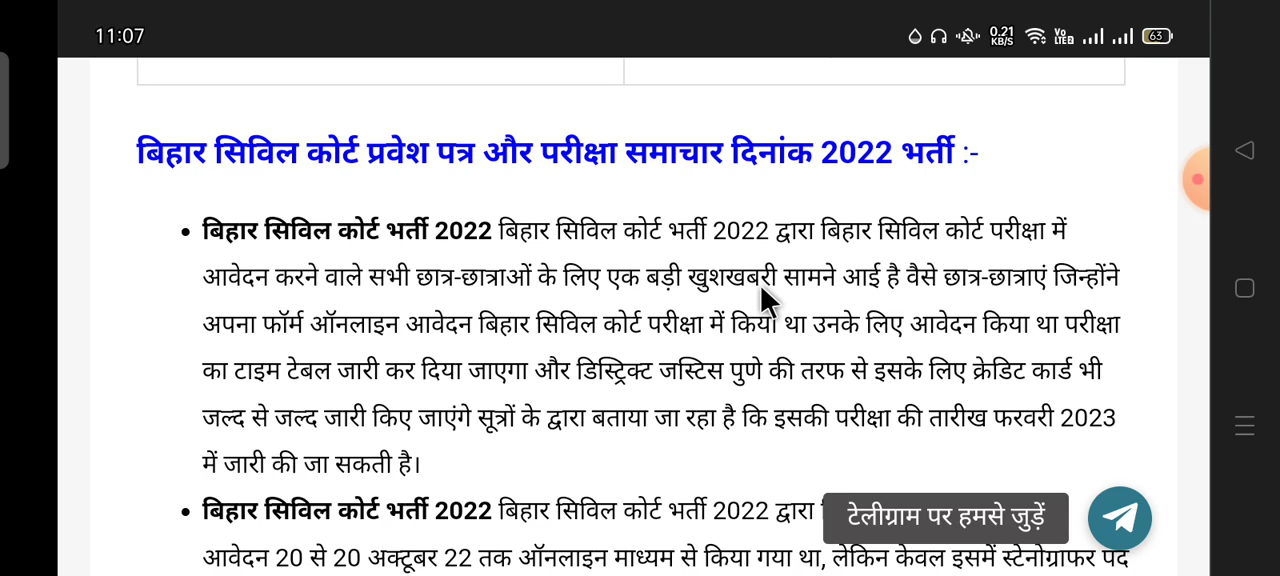 11:07
0.21 KB/S Vo LTE2 63
बिहार सिविल कोर्ट प्रवेश पत्र और परीक्षा समाचार दिनांक 2022 भर्ती :-
• बिहार सिविल कोर्ट भर्ती 2022 बिहार सिविल कोर्ट भर्ती 2022 द्वारा बिहार सिविल कोर्ट परीक्षा में
आवेदन करने वाले सभी छात्र-छात्राओं के लिए एक बड़ी खुशखबरी सामने आई है वैसे छात्र-छात्राएं जिन्होंने
अपना फॉर्म ऑनलाइन आवेदन बिहार सिविल कोर्ट परीक्षा में किया था उनके लिए आवेदन किया था परीक्षा
का टाइम टेबल जारी कर दिया जाएगा और डिस्ट्रिक्ट जस्टिस पुणे की तरफ से इसके लिए क्रेडिट कार्ड भी
जल्द से जल्द जारी किए जाएंगे सूत्रों के द्वारा बताया जा रहा है कि इसकी परीक्षा की तारीख फरवरी 2023
में जारी की जा सकती है।
• बिहार सिविल कोर्ट भर्ती 2022 बिहार सिविल कोर्ट भर्ती 2022 द्वारा
टेलीग्राम पर हमसे जुड़ें
आवेदन 20 से 20 अक्टूबर 22 तक ऑनलाइन माध्यम से किया गया था, लेकिन केवल इसमें स्टेनोग्राफर पद